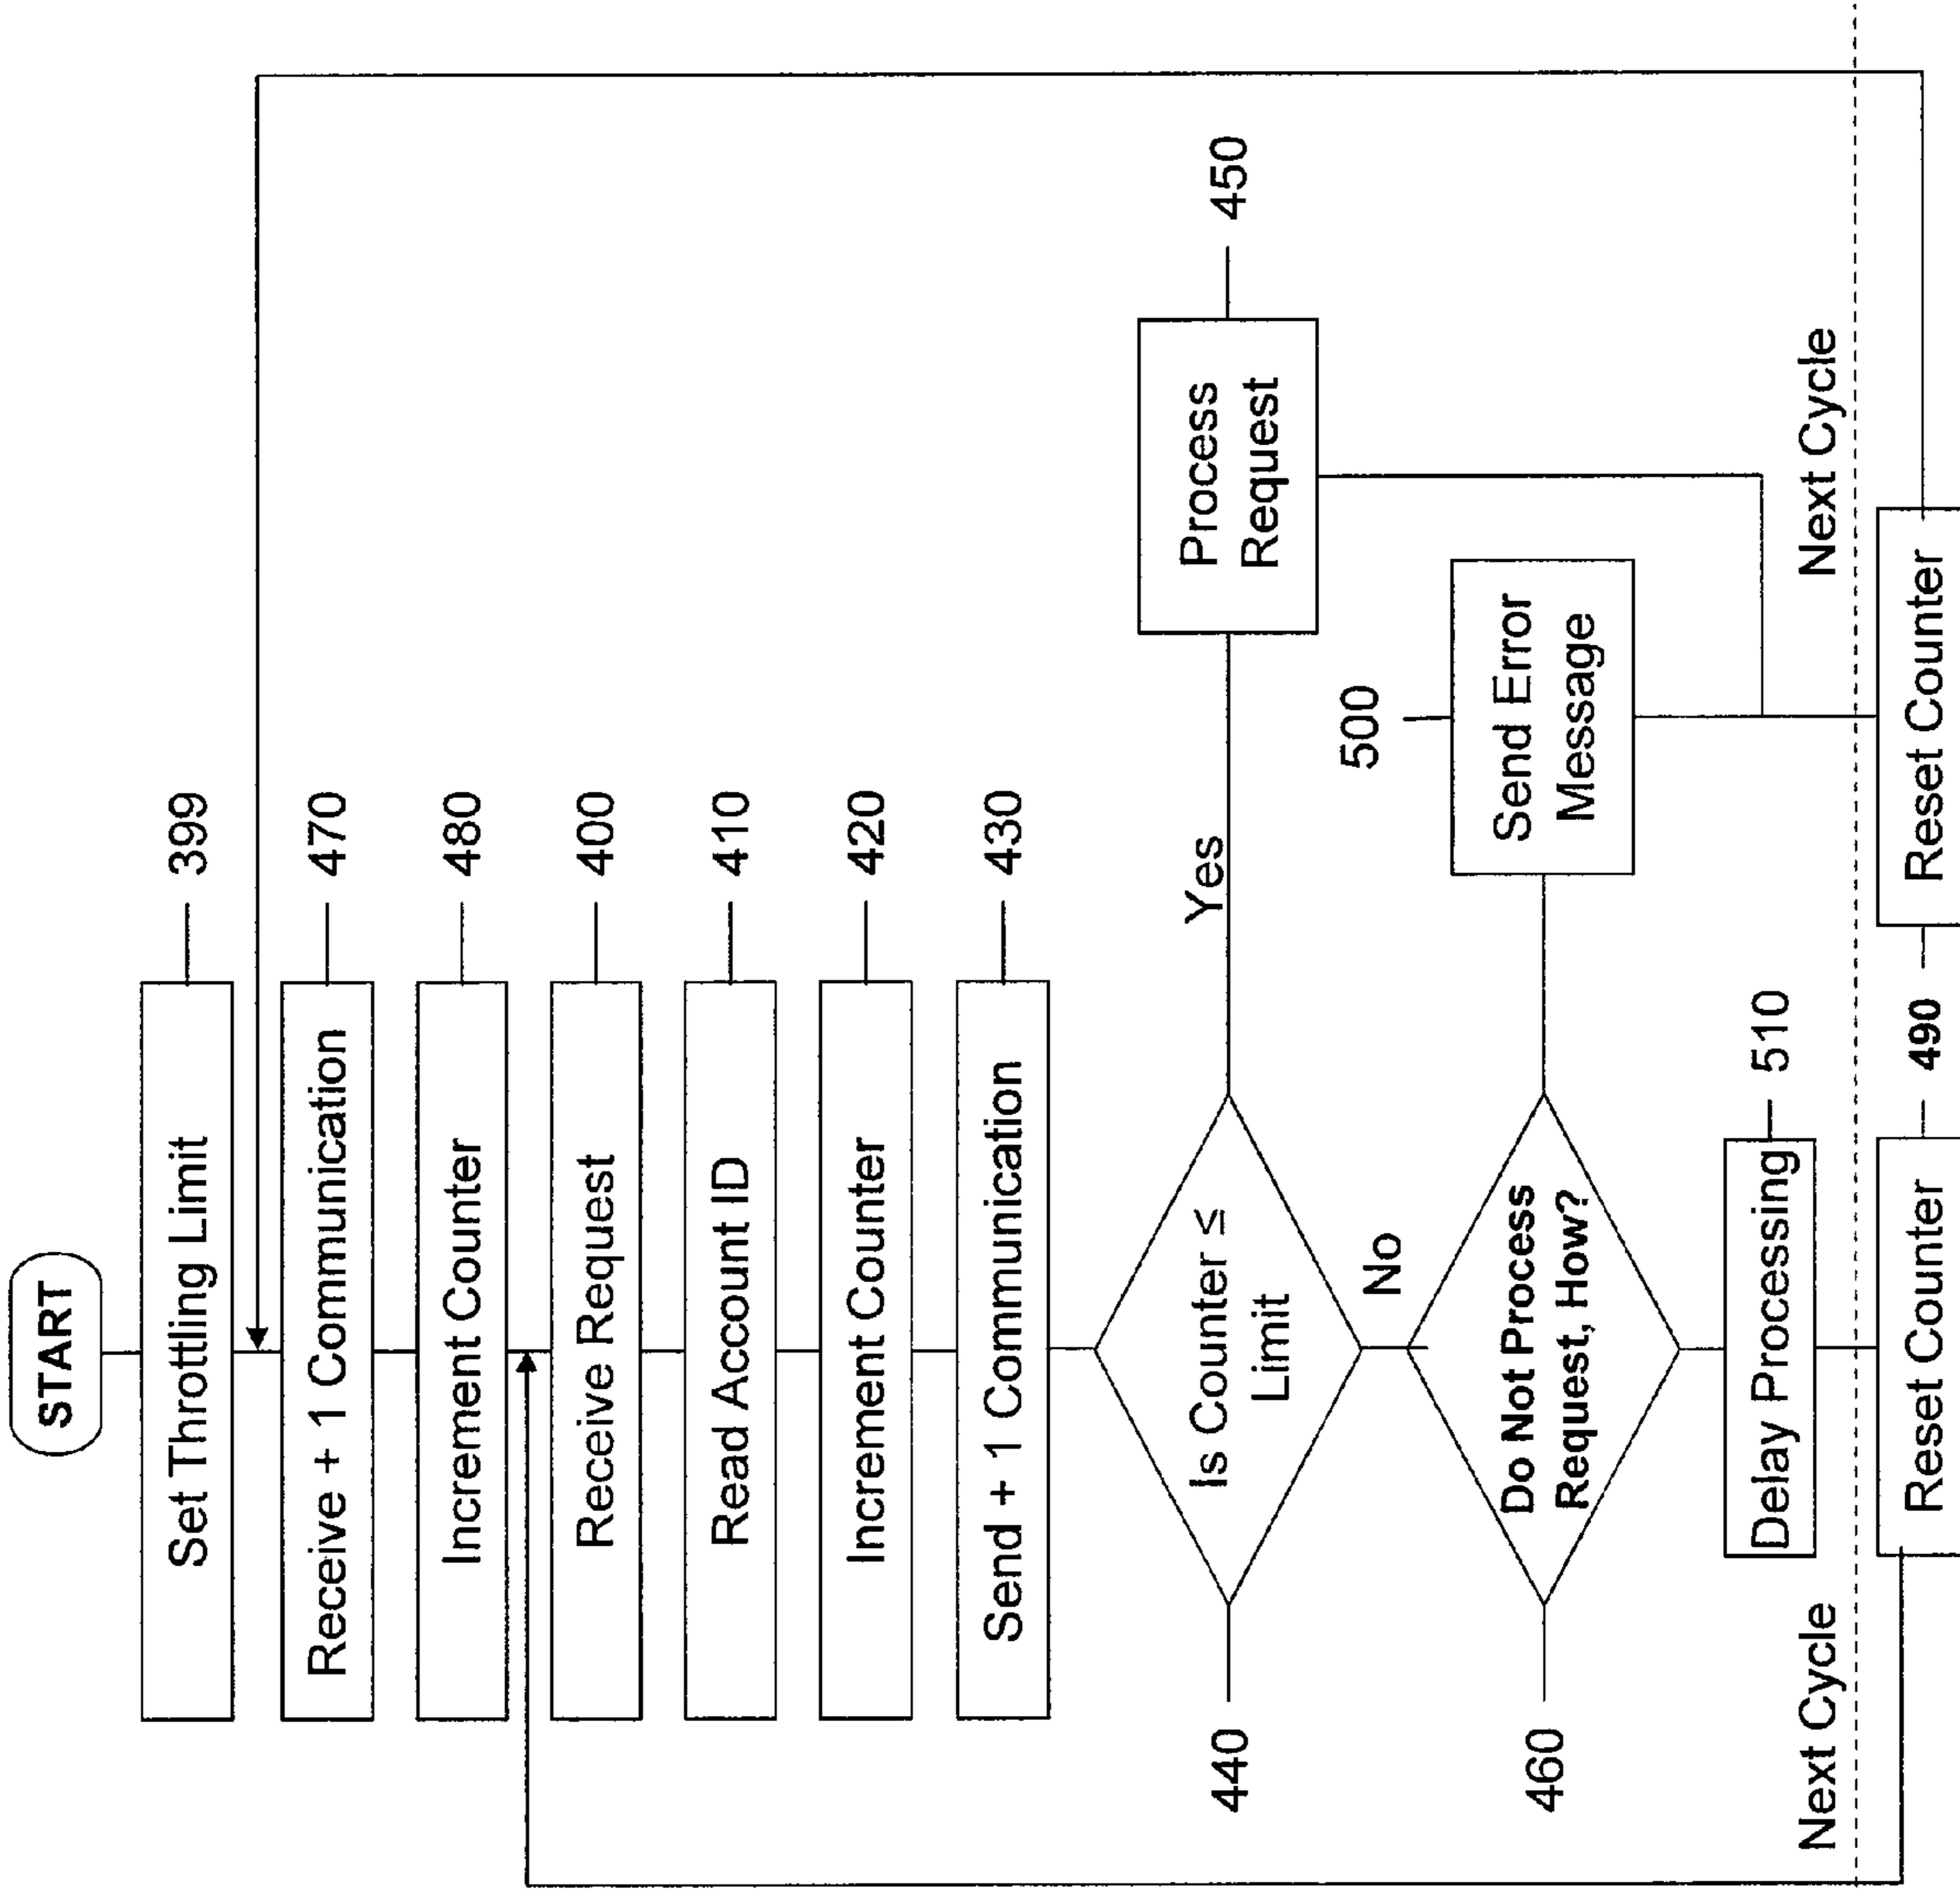 START
Set Throttling Limit
399
Receive + 1 Communication
470
Increment Counter
480
Receive Request
400
Read Account ID
410
Increment Counter
420
Send + 1 Communication
430
Is Counter ≤
Limit
440
Yes
Process
Request
450
No
Do Not Process
Request, How?
460
500
Send Error
Message
Delay Processing
510
Next Cycle
Next Cycle
Reset Counter
490
Reset Counter